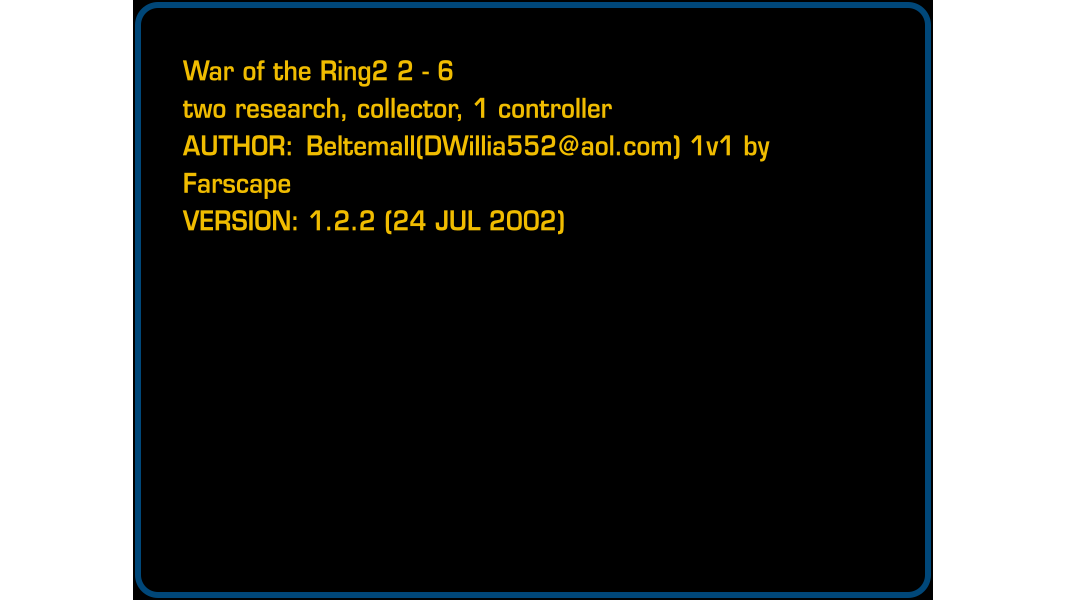 War of the Ring2 2 - 6
two research, collector, 1 controller
AUTHOR: Beltemall(DWillia552@aol.com) 1v1 by
Farscape
VERSION: 1.2.2 (24 JUL 2002)